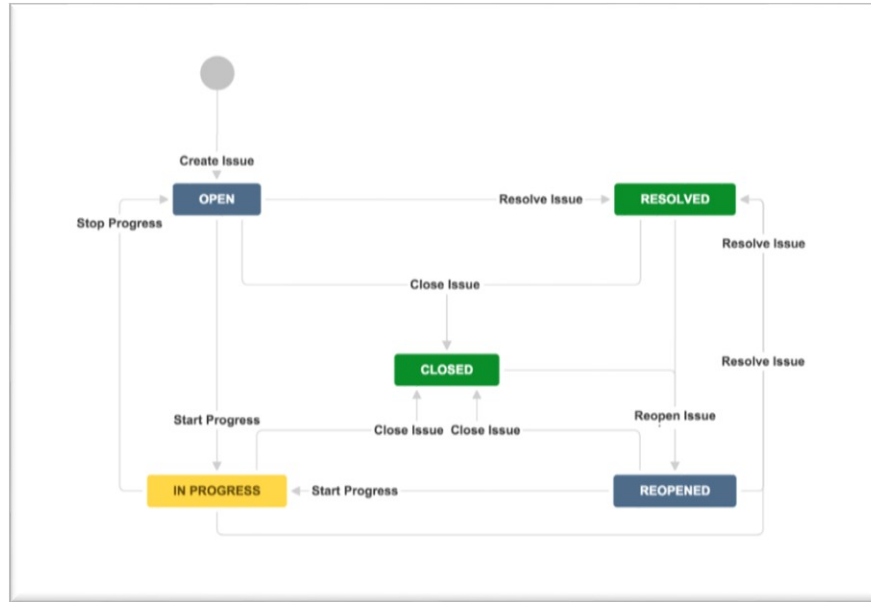 Create Issue
OPEN
Resolve Issue
RESOLVED
Stop Progress
Resolve Issue
Close Issue
CLOSED
Resolve Issue
Start Progress
Close Issue
Close Issue
Reopen Issue
IN PROGRESS
Start Progress
REOPENED